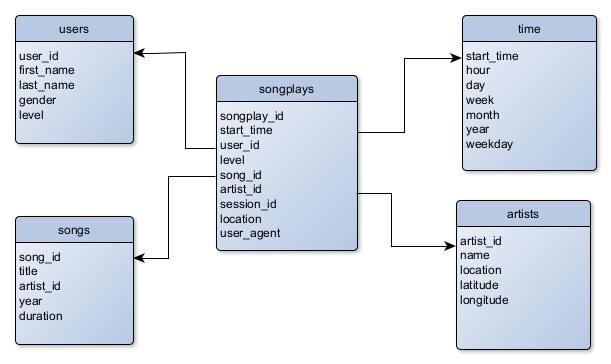 users
user_id
first_name
last_name
gender
level
songs
song_id
title
artist_id
year
duration
songplays
songplay_id
start_time
user_id
level
song_id
artist_id
session_id
location
user_agent
time
start_time
hour
day
week
month
year
weekday
artists
artist_id
name
location
latitude
longitude